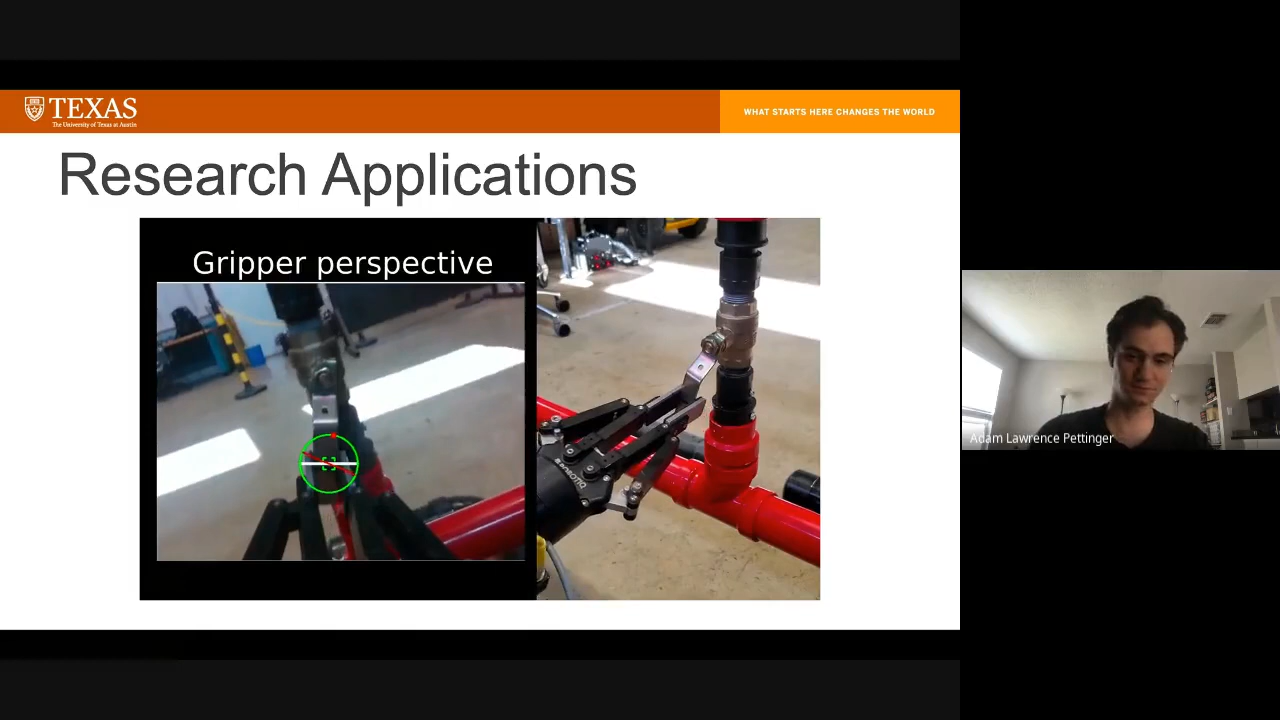 TEXAS
The University of Texas at Austin
WHAT STARTS HERE CHANGES THE WORLD
Research Applications
Gripper perspective
ROBOTIQ
Adam Lawrence Pettinger